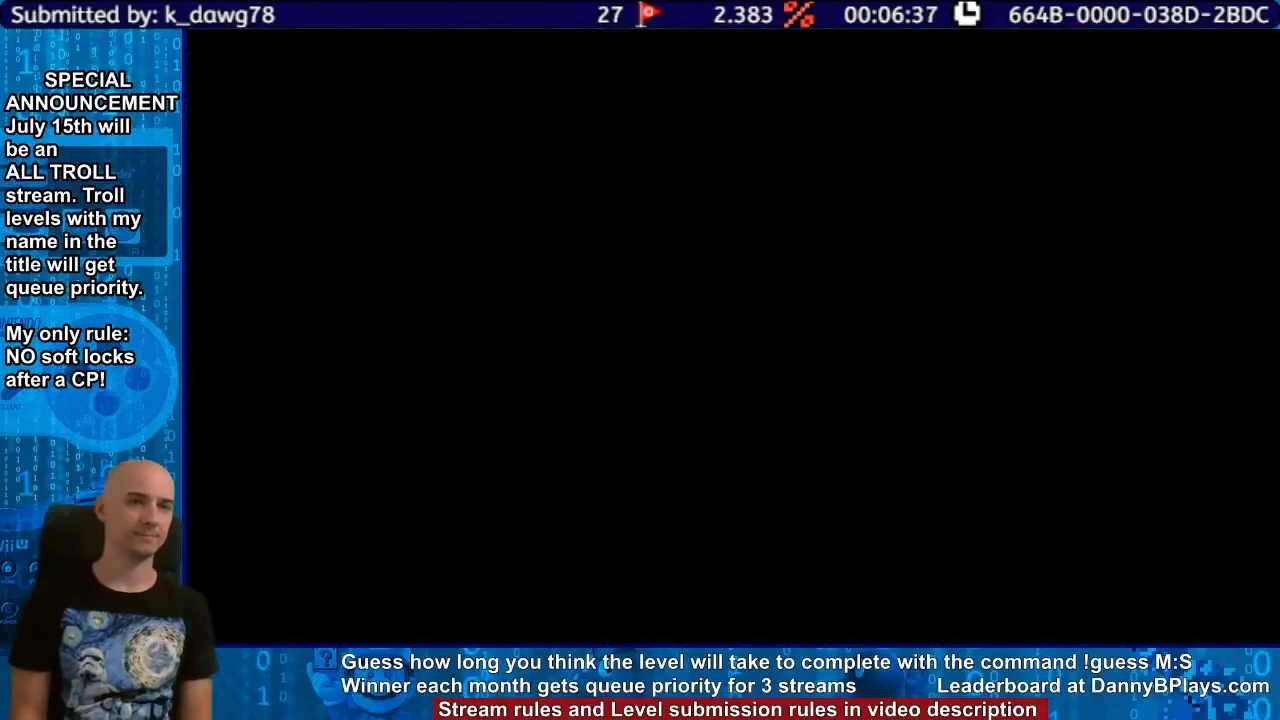 Submitted by: k_dawg78 27 2.383 % 00:06:37 664B-0000-038D-2BDC
SPECIAL
ANNOUNCEMENT
July 15th will
be an
ALL TROLL
stream. Troll
levels with my
name in the
title will get
queue priority.
My only rule:
NO soft locks
after a CP!
Guess how long you think the level will take to complete with the command !guess M:S
Winner each month gets queue priority for 3 streams Leaderboard at DannyBPlays.com
Stream rules and Level submission rules in video description